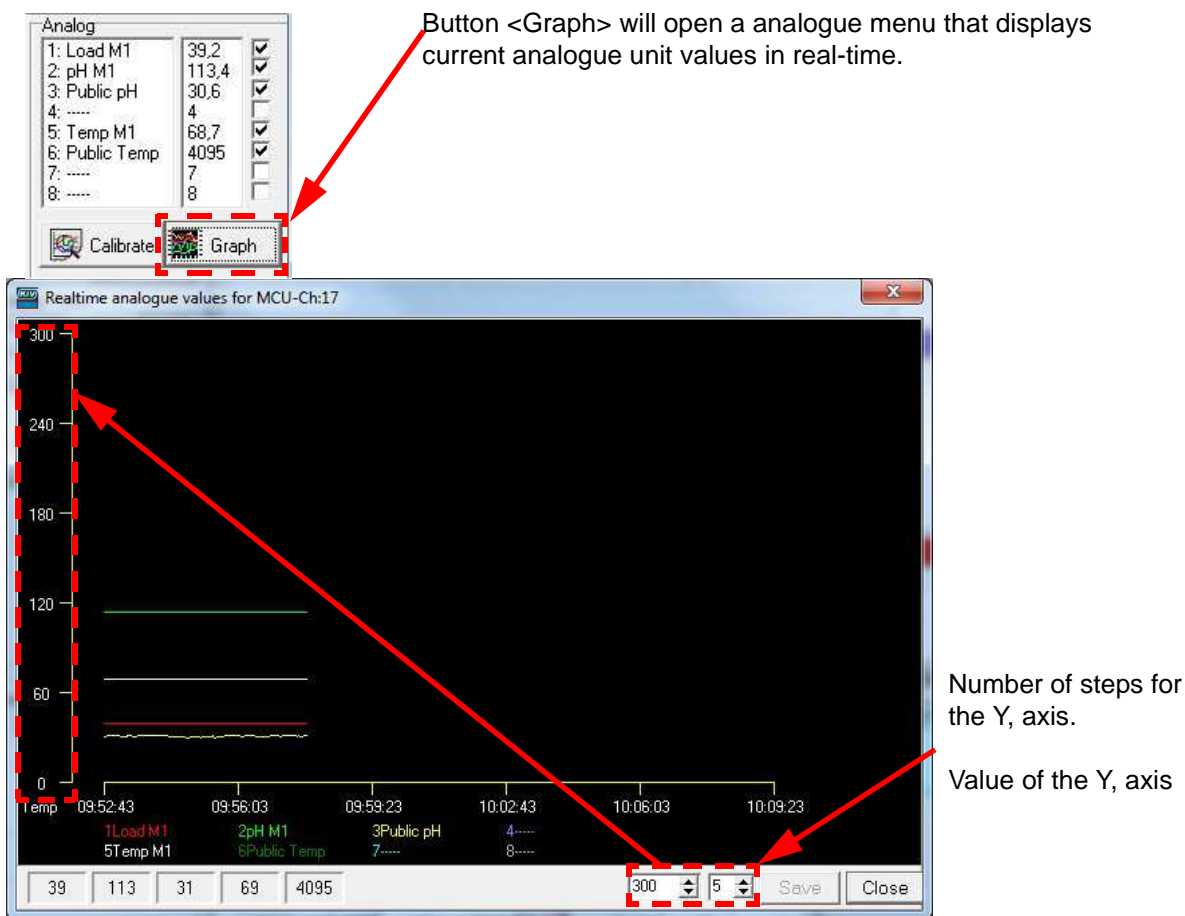 Button <Graph> will open a analogue menu that displays
current analogue unit values in real-time.
Analog
1: Load M1 39,2
2: pH M1 113,4
3: Public pH 30,6
4: ----- 4
5: Temp M1 68,7
6: Public Temp 4095
7: ----- 7
8: ----- 8
Calibrate Graph
Realtime analogue values for MCU-Ch:17
300
240
180
120
60
0
Temp 09:52:43 09:56:03 09:59:23 10:02:43 10:06:03 10:09:23
1Load M1 2pH M1 3Public pH 4-----
5Temp M1 6Public Temp 7----- 8-----
39 113 31 69 4095 300 5 Save Close
Number of steps for
the Y, axis.
Value of the Y, axis